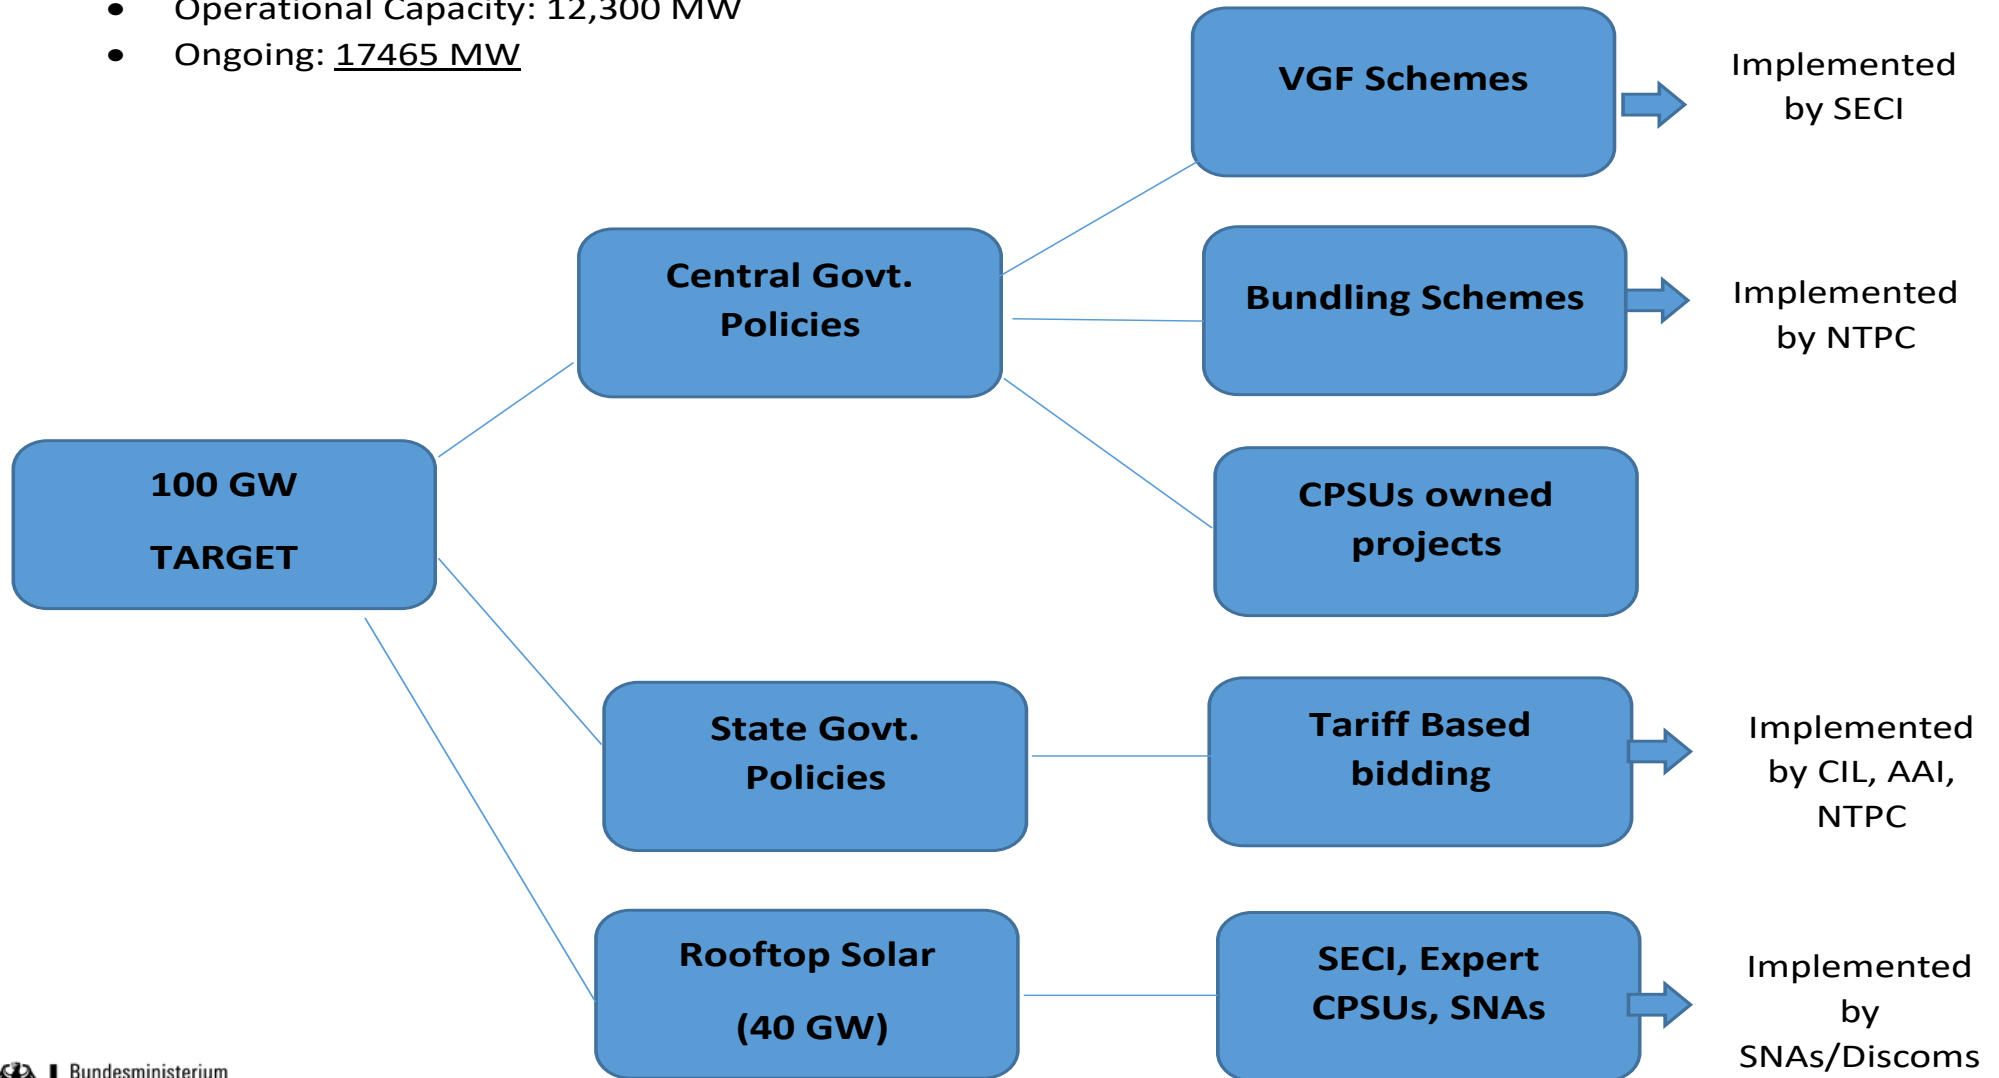 • Operational Capacity: 12,300 MW
• Ongoing: 17465 MW
VGF Schemes
Implemented
by SECI
Central Govt.
Policies
Bundling Schemes
Implemented
by NTPC
100 GW
TARGET
CPSUs owned
projects
State Govt.
Policies
Tariff Based
bidding
Implemented
by CIL, AAI,
NTPC
Rooftop Solar
(40 GW)
SECI, Expert
CPSUs, SNAs
Implemented
by
SNAs/Discoms
Bundesministerium